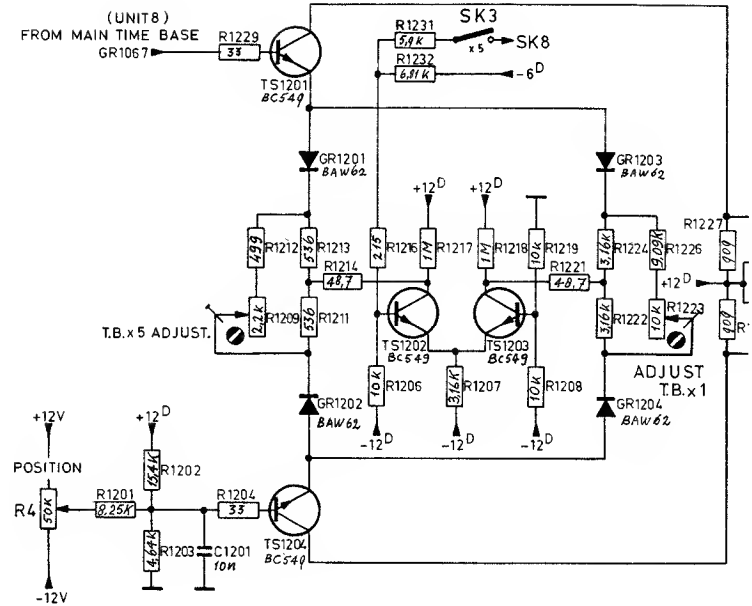 (UNIT8)
FROM MAIN TIME BASE
GR1067
R1229
33
TS1201
BC549
R1231
5,9K
SK3
x5
SK8
R1232
6,81K
-6D
GR1201
BAW62
GR1203
BAW62
+12D
+12D
499
R1212
536
R1213
215
R1216
1M
R1217
1M
R1218
10K
R1219
3,16K
R1224
9,09K
R1226
R1227
909
R1214
48,7
R1221
48,7
+12D
2,2K
R1209
536
R1211
T.B.x5 ADJUST.
TS1202
BC549
TS1203
BC549
R1222
3,16K
10K
R1223
909
R1
ADJUST
T.B.x1
GR1202
BAW62
10K
R1206
3,16K
R1207
10K
R1208
GR1204
BAW62
-12D
-12D
-12D
+12V
+12D
POSITION
R4
50K
R1201
8,25K
15,4K
R1202
R1204
33
4,64K
R1203
C1201
10n
TS1204
BC549
-12V